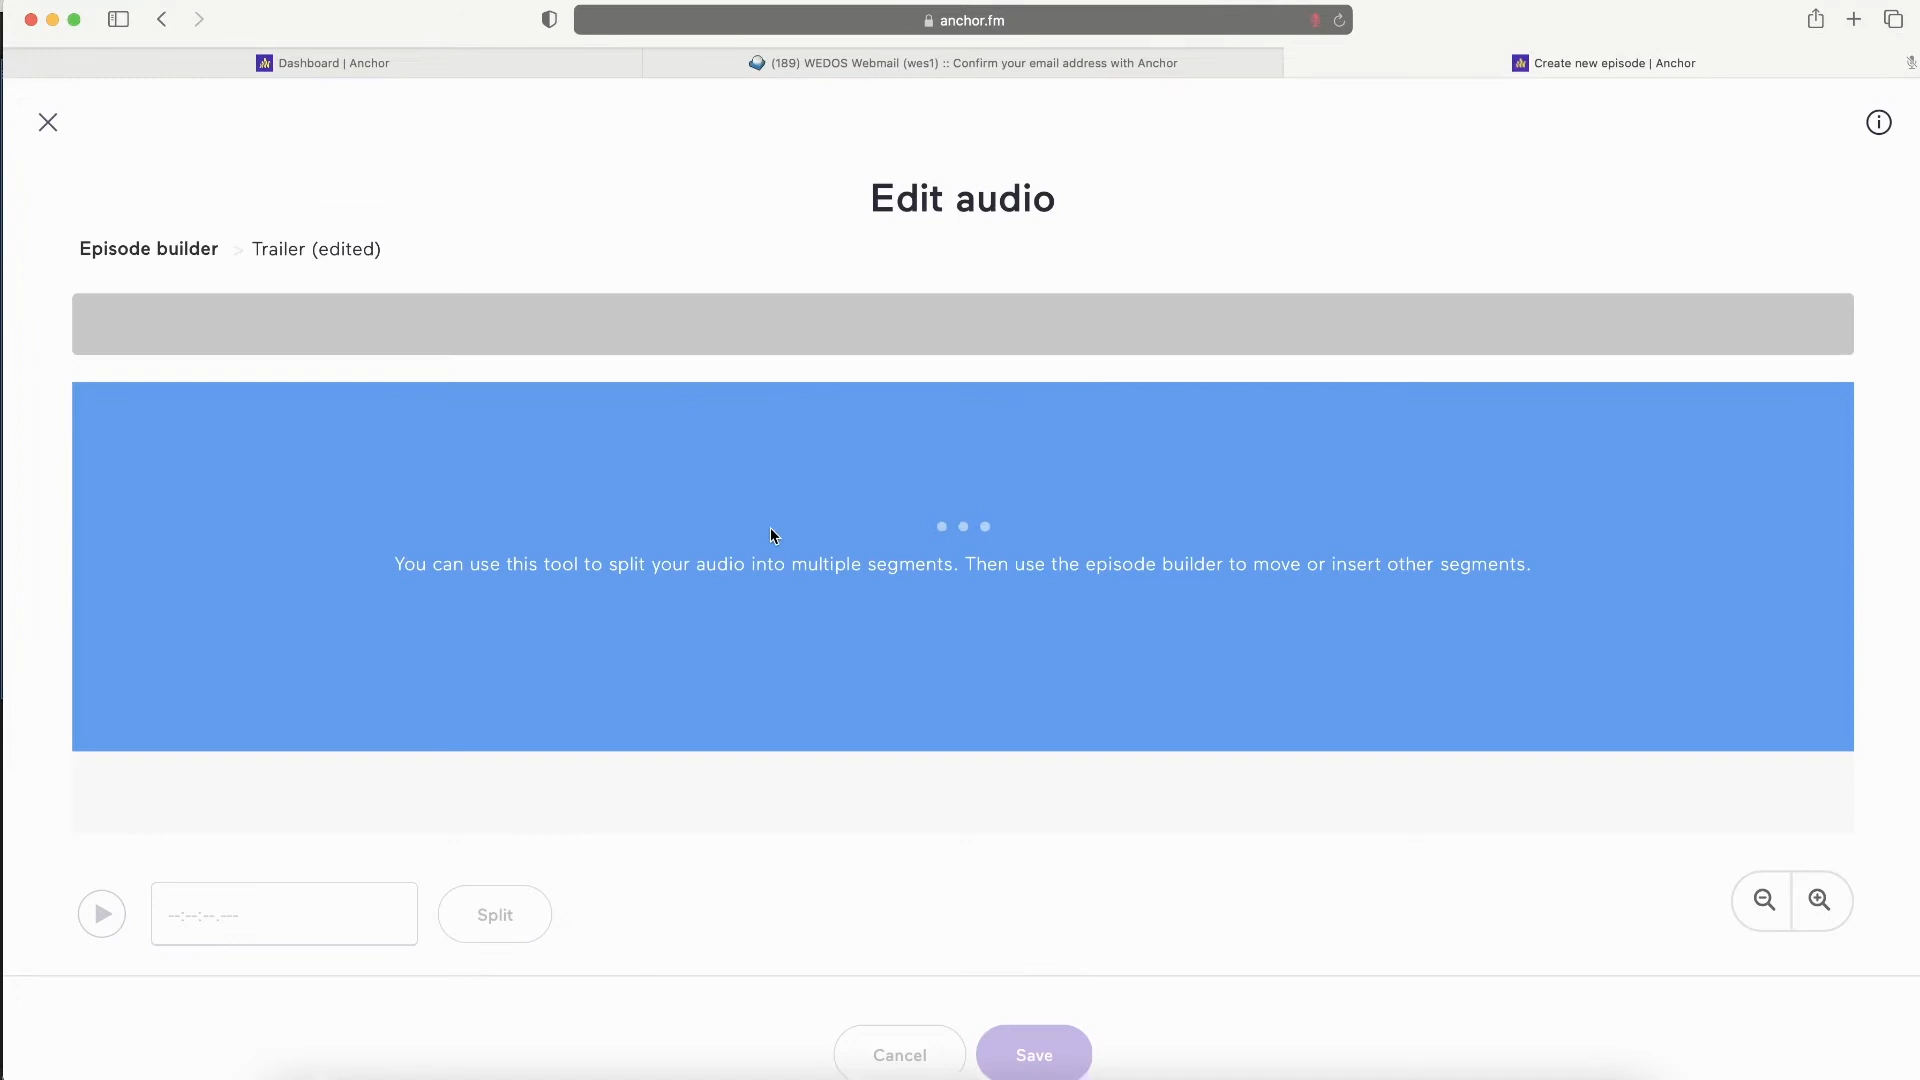 anchor.fm
Dashboard | Anchor
(189) WEDOS Webmail (wes1) :: Confirm your email address with Anchor
Create new episode | Anchor
Edit audio
Episode builder > Trailer (edited)
You can use this tool to split your audio into multiple segments. Then use the episode builder to move or insert other segments.
--:--:--.---
Split
Cancel
Save